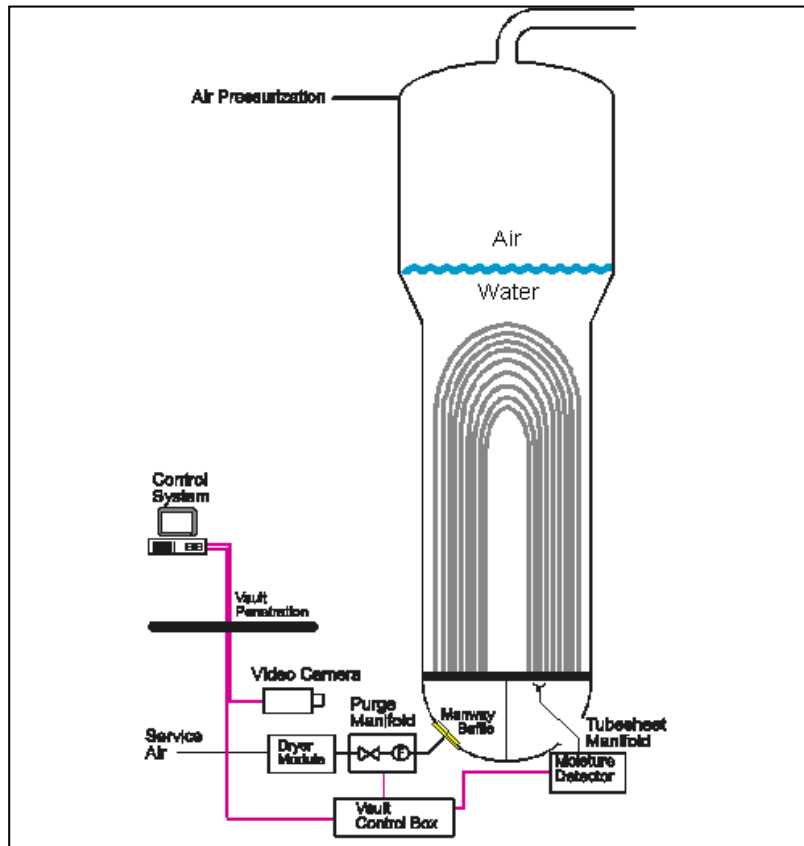 Air Pressurization
Air
Water
Control
System
Vault
Penetration
Video Camera
Purge
Manifold
Manway
Baffle
Tubesheet
Manifold
Service
Air
Dryer
Module
F
Moisture
Detector
Vault
Control Box